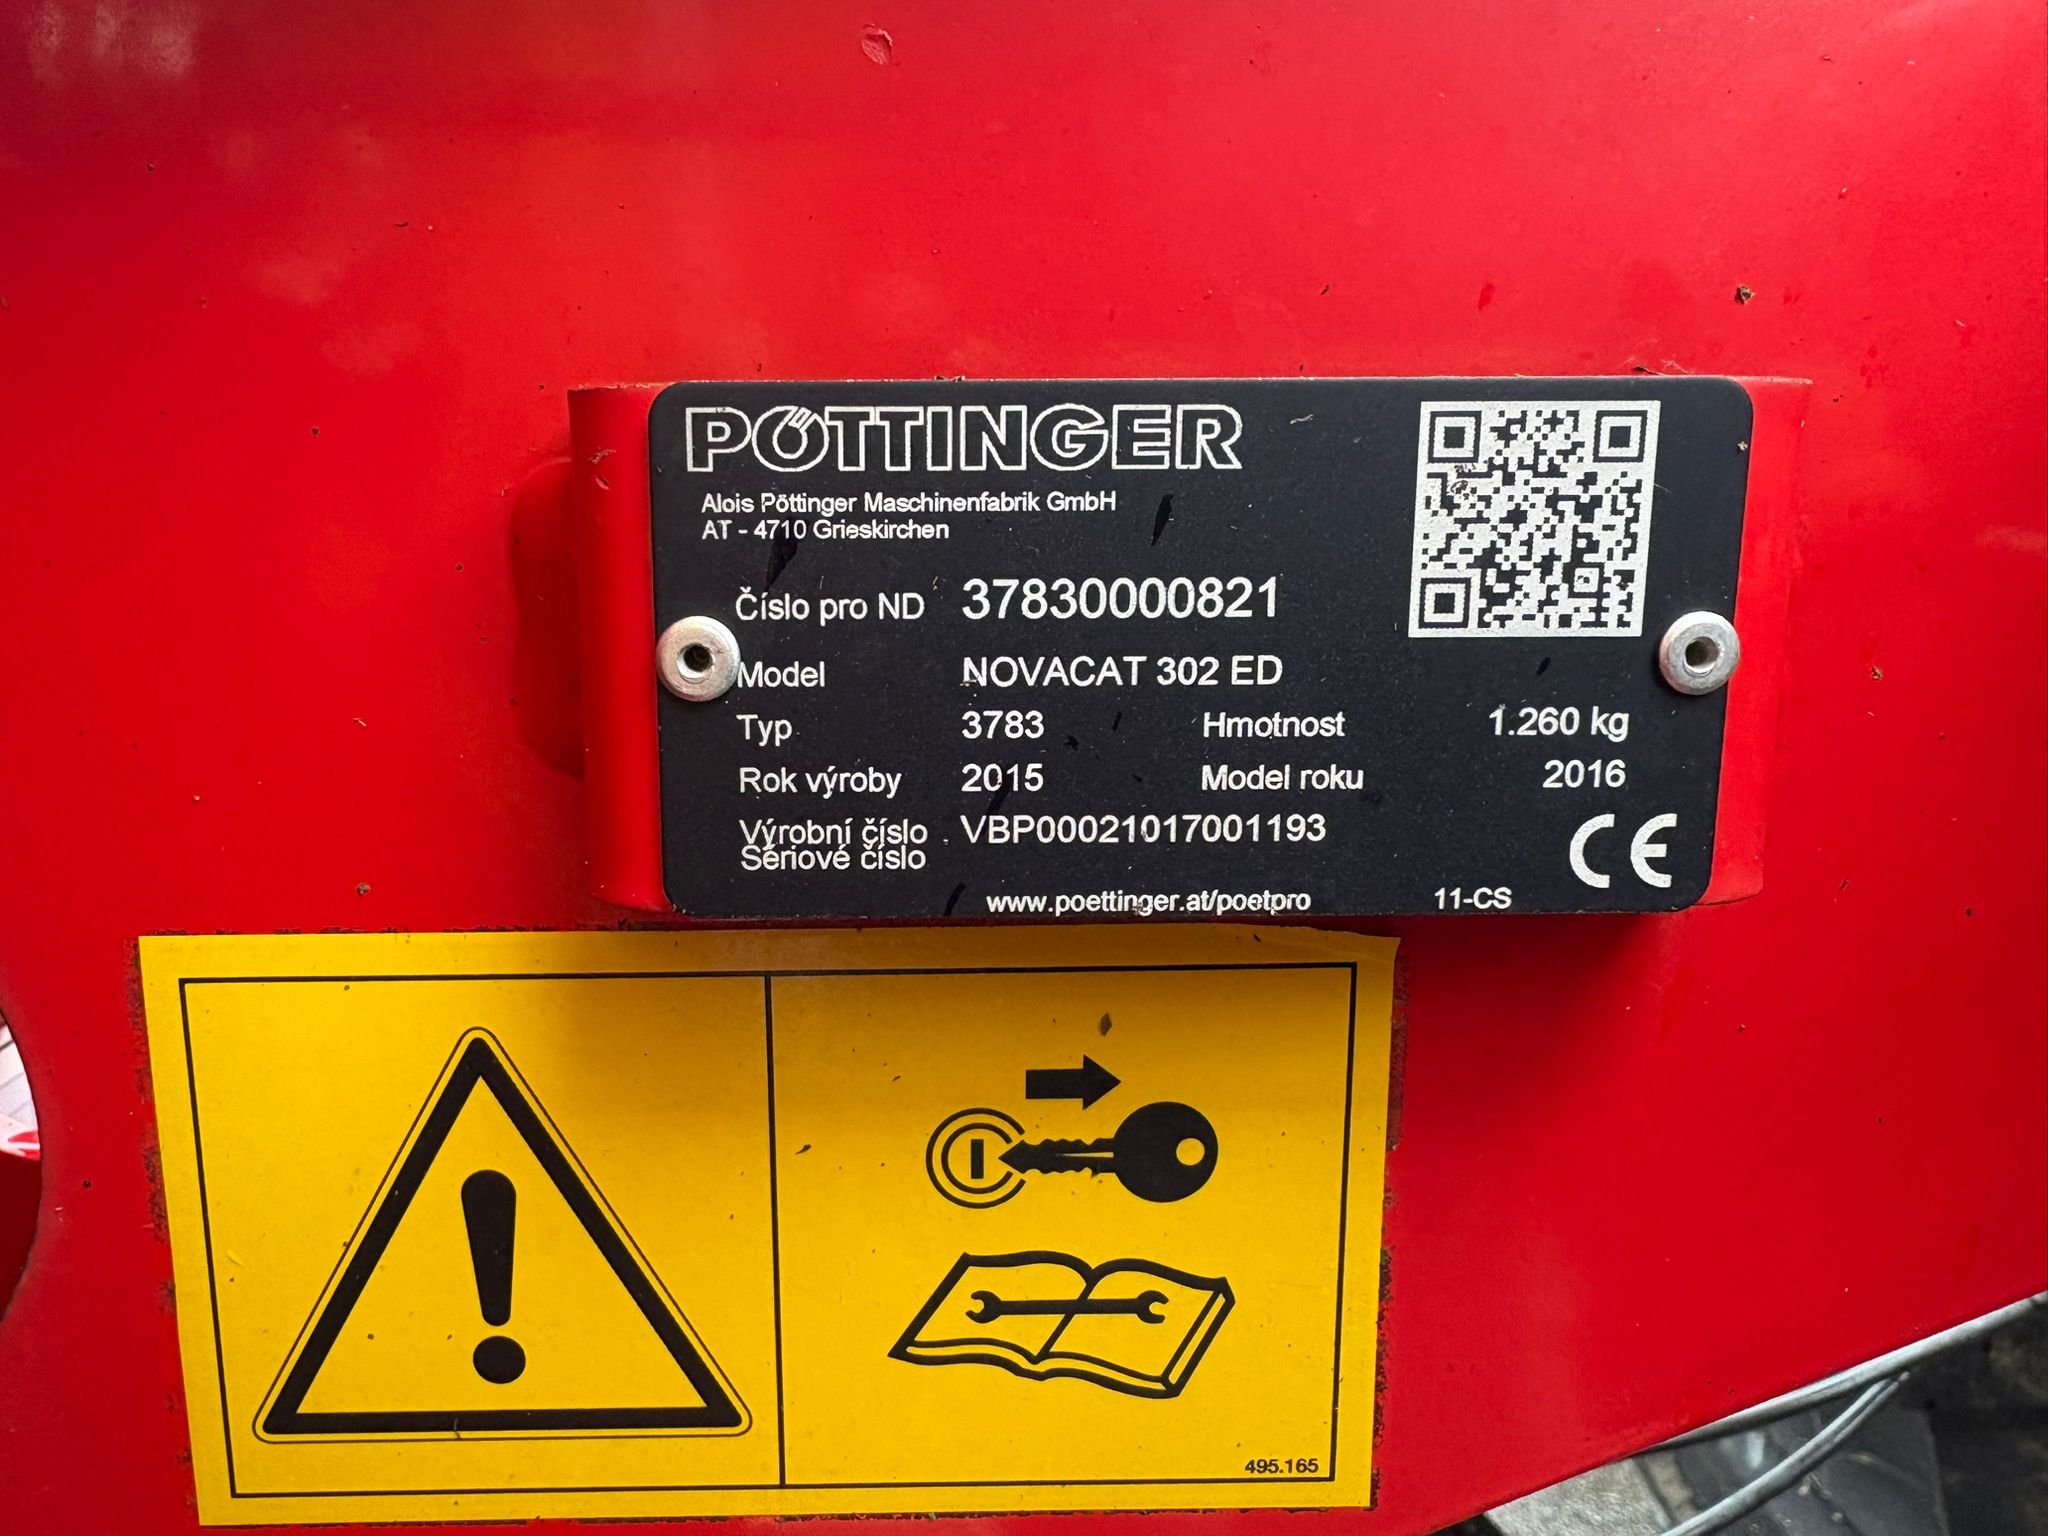 PÖTTINGER
Alois Pöttinger Maschinenfabrik GmbH
AT - 4710 Grieskirchen
Číslo pro ND 37830000821
Model NOVACAT 302 ED
Typ 3783 Hmotnost 1.260 kg
Rok výroby 2015 Model roku 2016
Výrobní číslo VBP00021017001193
Sériové číslo
CE
www.poettinger.at/poetpro 11-CS
495.165